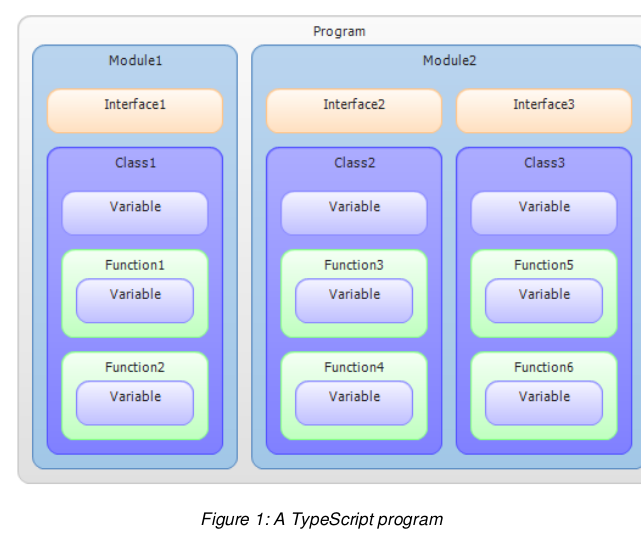 Program
Module1
Module2
Interface1
Interface2
Interface3
Class1
Class2
Class3
Variable
Variable
Variable
Function1
Variable
Function3
Variable
Function5
Variable
Function2
Variable
Function4
Variable
Function6
Variable
Figure 1: A TypeScript program